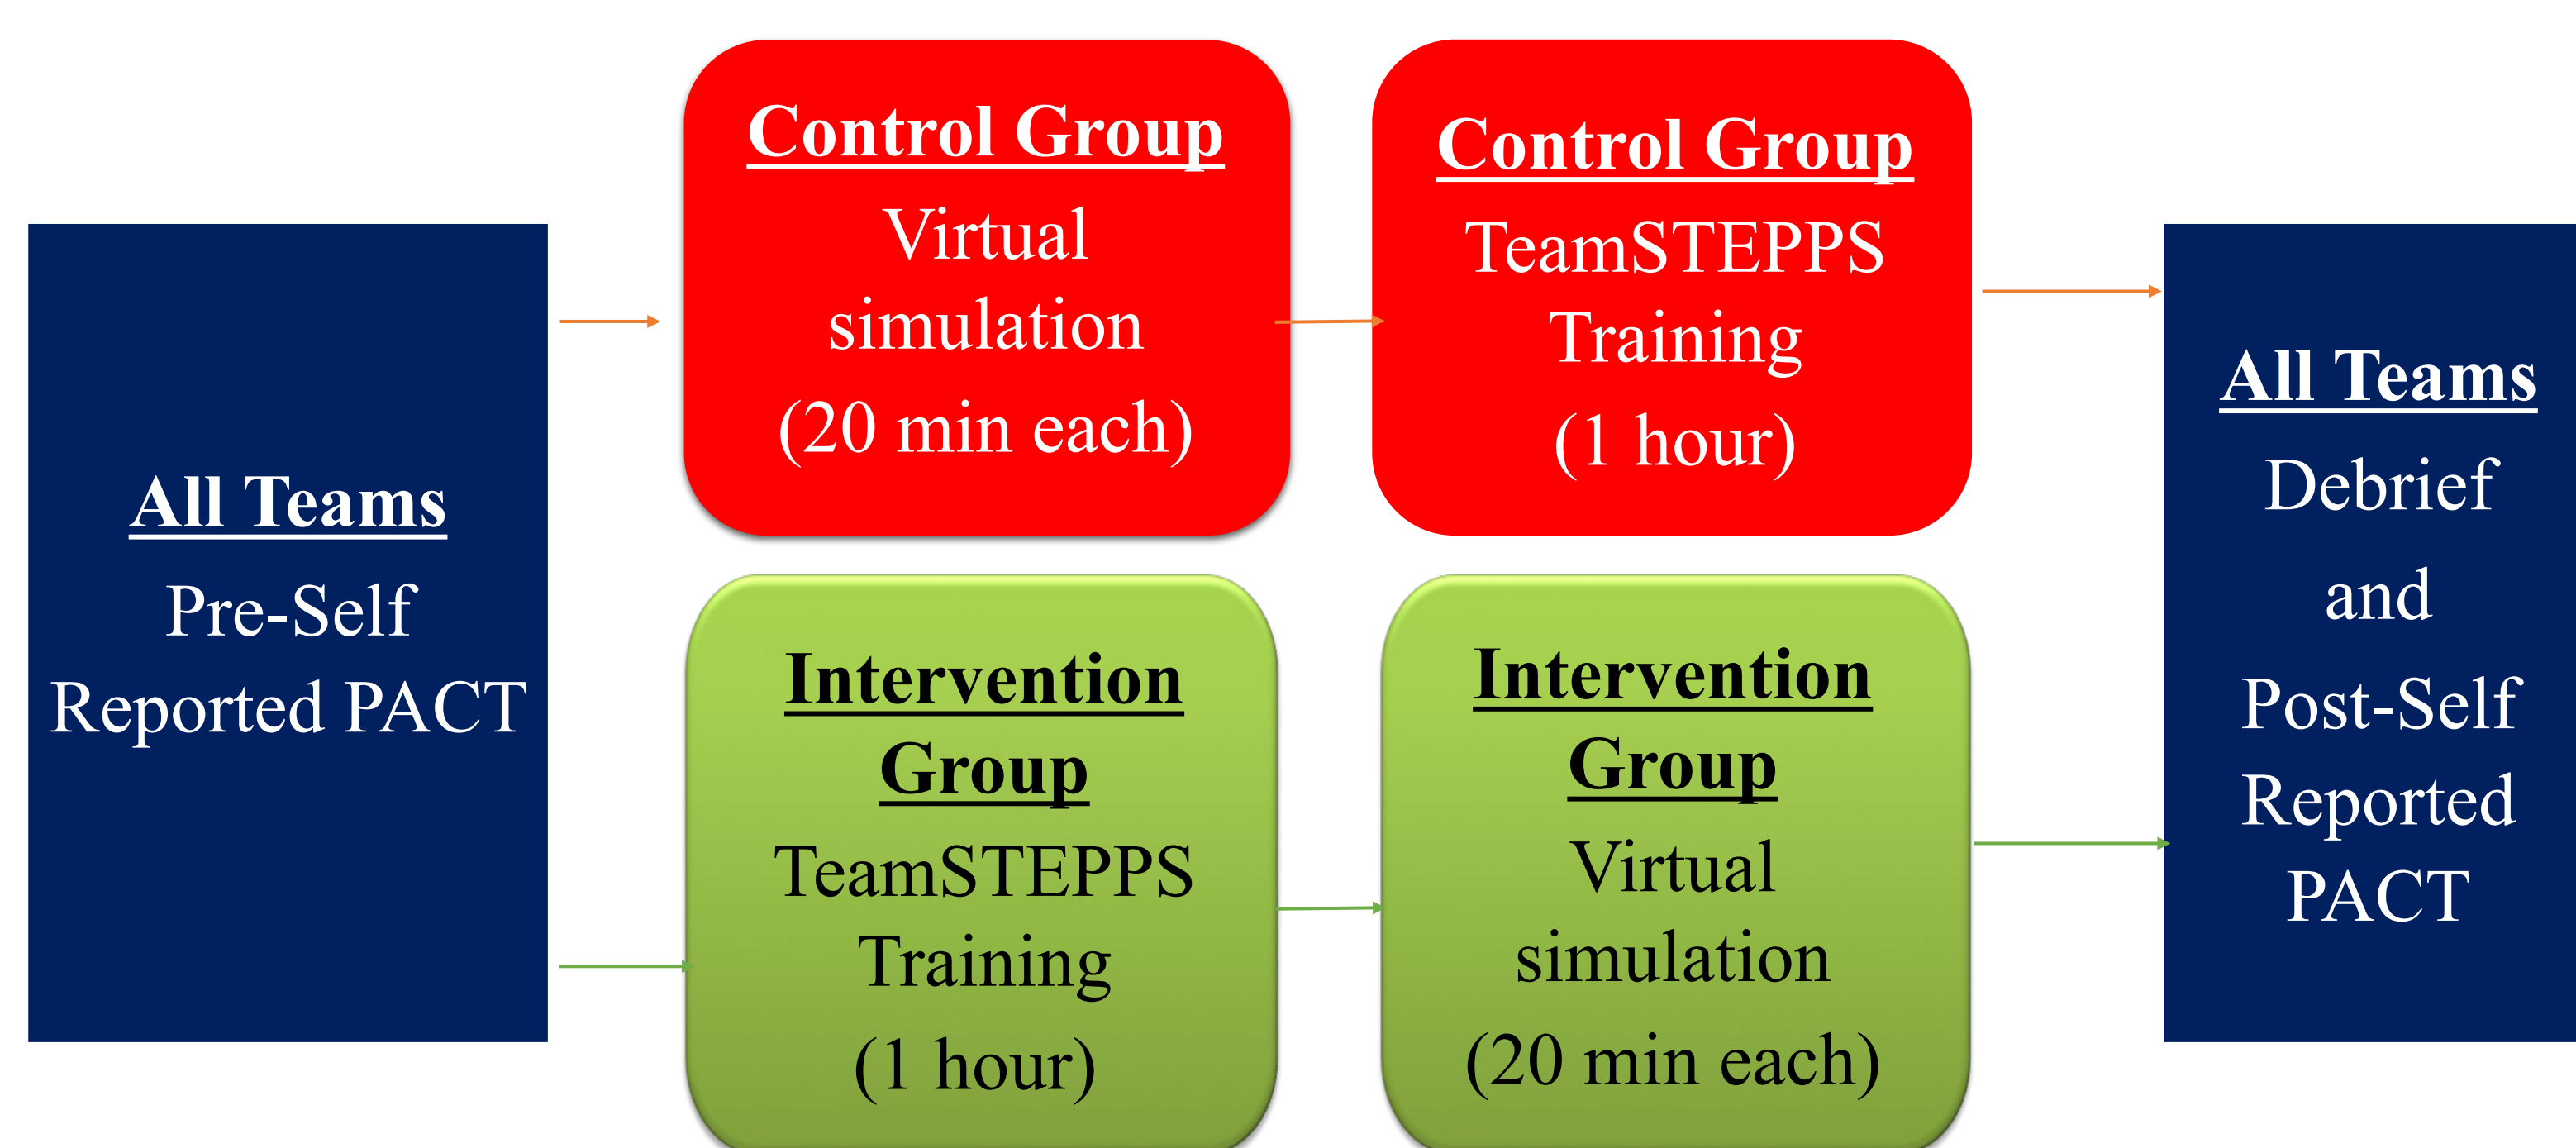 All Teams
Pre-Self
Reported PACT
Control Group
Virtual
simulation
(20 min each)
Control Group
TeamSTEPPS
Training
(1 hour)
Intervention
Group
TeamSTEPPS
Training
(1 hour)
Intervention
Group
Virtual
simulation
(20 min each)
All Teams
Debrief
and
Post-Self
Reported
PACT